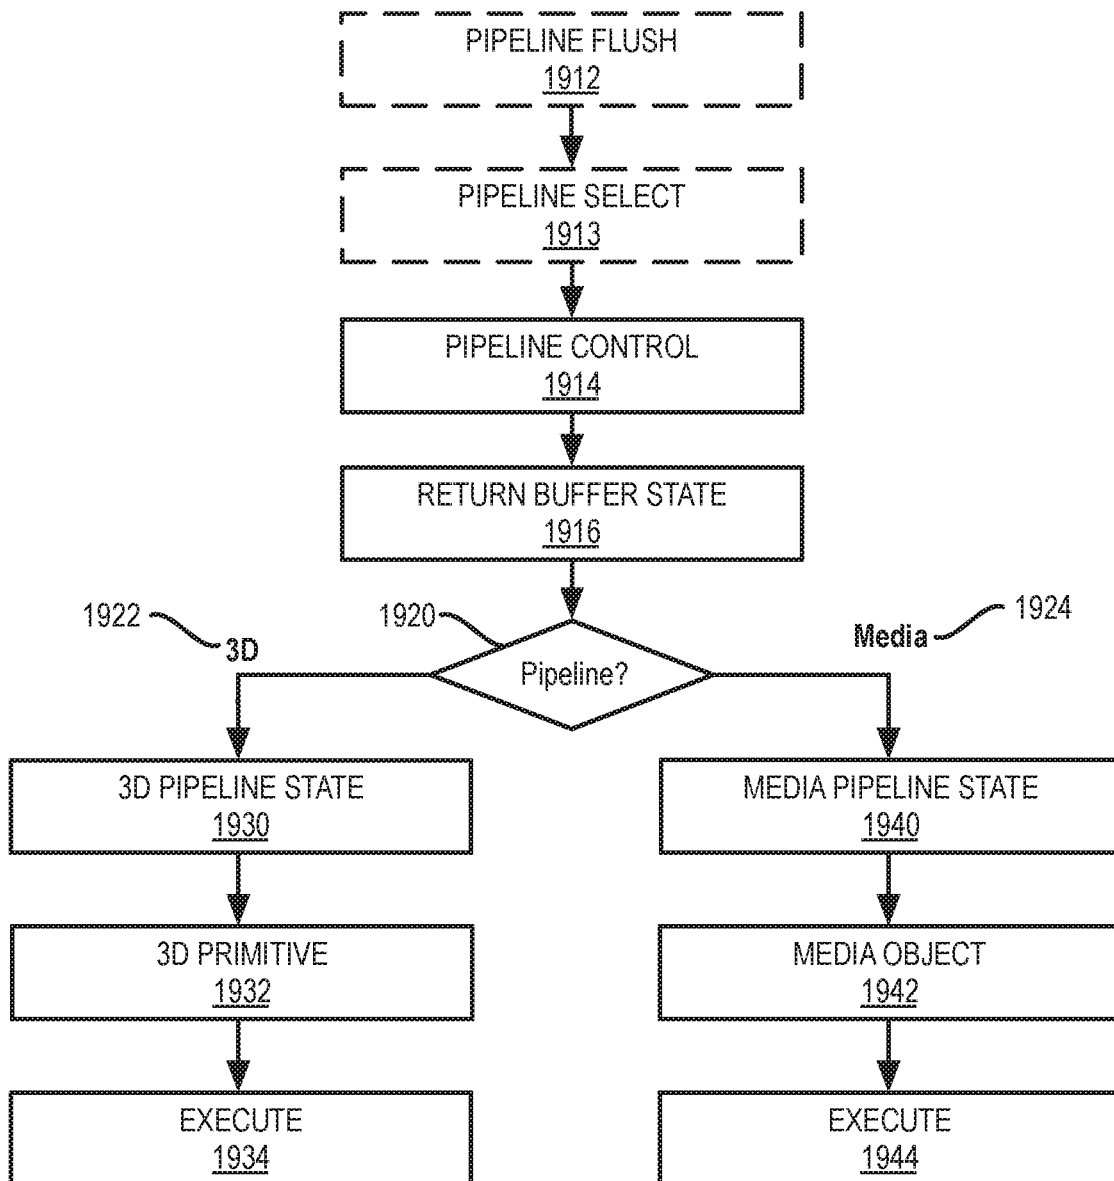 PIPELINE FLUSH
1912
PIPELINE SELECT
1913
PIPELINE CONTROL
1914
RETURN BUFFER STATE
1916
1922
3D
1920
Pipeline?
Media
1924
3D PIPELINE STATE
1930
MEDIA PIPELINE STATE
1940
3D PRIMITIVE
1932
MEDIA OBJECT
1942
EXECUTE
1934
EXECUTE
1944